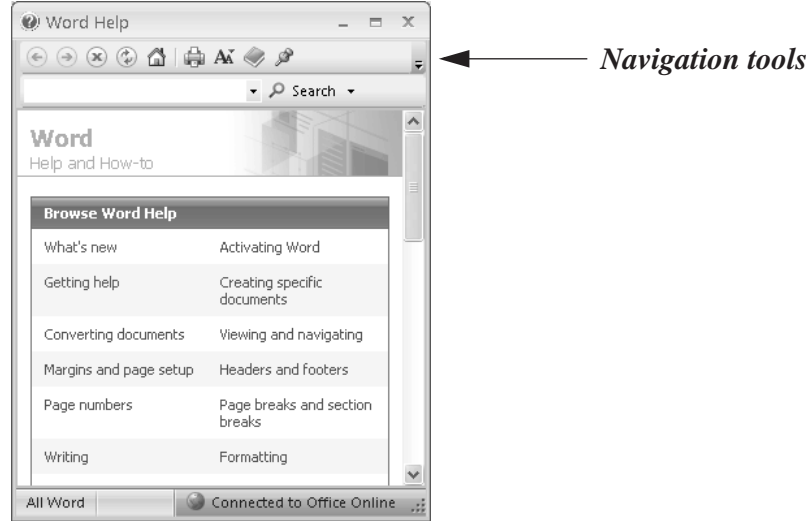 Word Help
Navigation tools
Search
Word
Help and How-to
Browse Word Help
What's new Activating Word
Getting help Creating specific
documents
Converting documents Viewing and navigating
Margins and page setup Headers and footers
Page numbers Page breaks and section
breaks
Writing Formatting
All Word Connected to Office Online